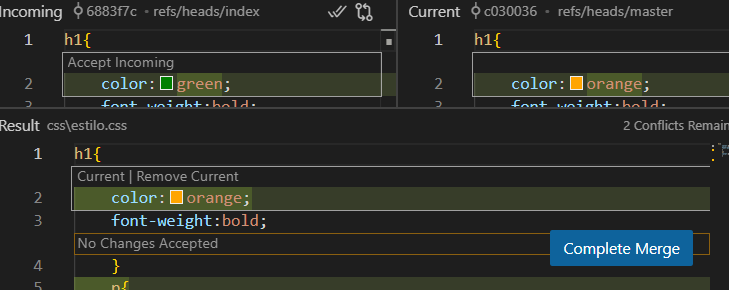 Incoming 6883f7c • refs/heads/index
1 h1{
Accept Incoming
2 color: green;
3 font-weight:bold;
Current c030036 • refs/heads/master
1 h1{
2 color: orange;
3 font-weight:bold;
Result css\estilo.css 2 Conflicts Remain
1 h1{
Current | Remove Current
2 color: orange;
3 font-weight:bold;
No Changes Accepted
Complete Merge
4 }
5 p{